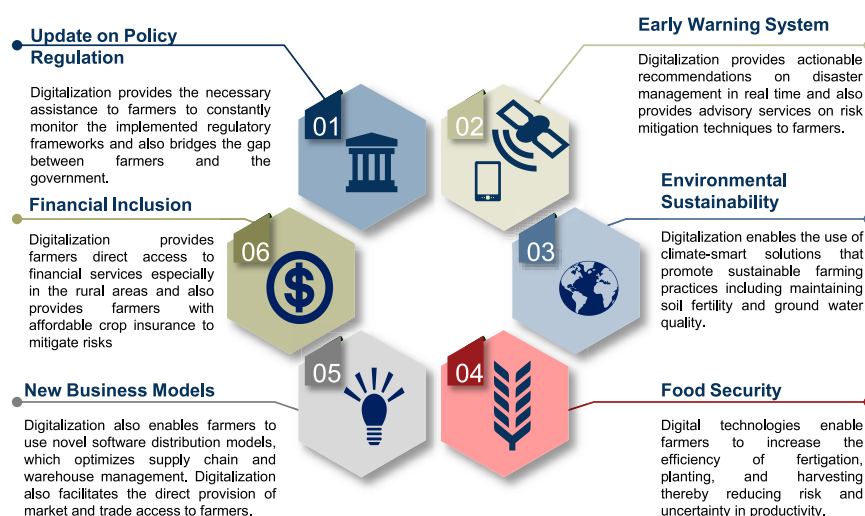 Update on Policy
Regulation
Digitalization provides the necessary
assistance to farmers to constantly
monitor the implemented regulatory
frameworks and also bridges the gap
between farmers and the
government.
01
Early Warning System
Digitalization provides actionable
recommendations on disaster
management in real time and also
provides advisory services on risk
mitigation techniques to farmers.
02
Environmental
Sustainability
Digitalization enables the use of
climate-smart solutions that
promote sustainable farming
practices including maintaining
soil fertility and ground water
quality.
03
Food Security
Digital technologies enable
farmers to increase the
efficiency of fertigation,
planting, and harvesting
thereby reducing risk and
uncertainty in productivity.
04
New Business Models
Digitalization also enables farmers to
use novel software distribution models,
which optimizes supply chain and
warehouse management. Digitalization
also facilitates the direct provision of
market and trade access to farmers.
05
Financial Inclusion
Digitalization provides
farmers direct access to
financial services especially
in the rural areas and also
provides farmers with
affordable crop insurance to
mitigate risks
06
$